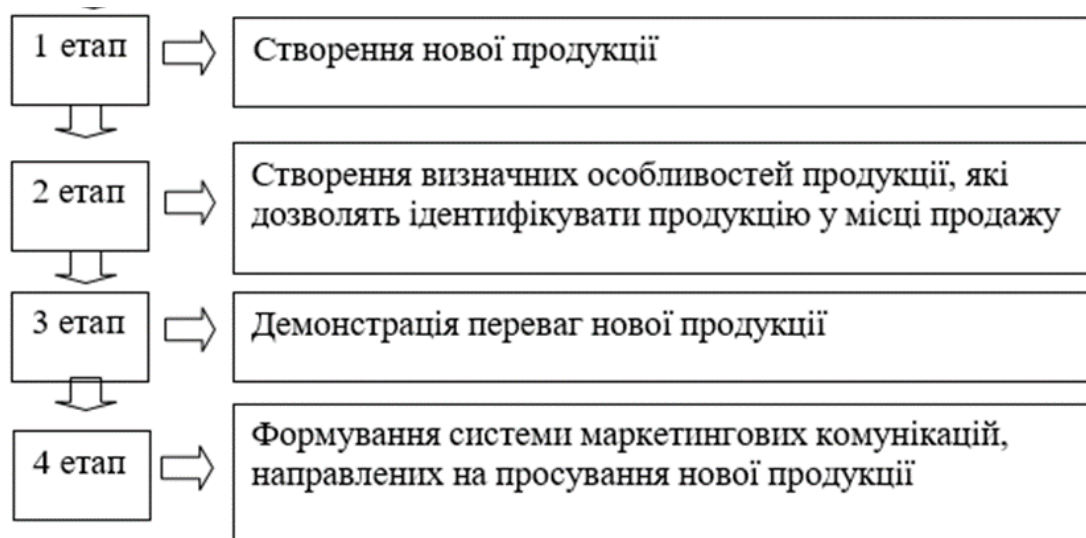 1 етап
Створення нової продукції
2 етап
Створення визначних особливостей продукції, які
дозволять ідентифікувати продукцію у місці продажу
3 етап
Демонстрація переваг нової продукції
4 етап
Формування системи маркетингових комунікацій,
направлених на просування нової продукції